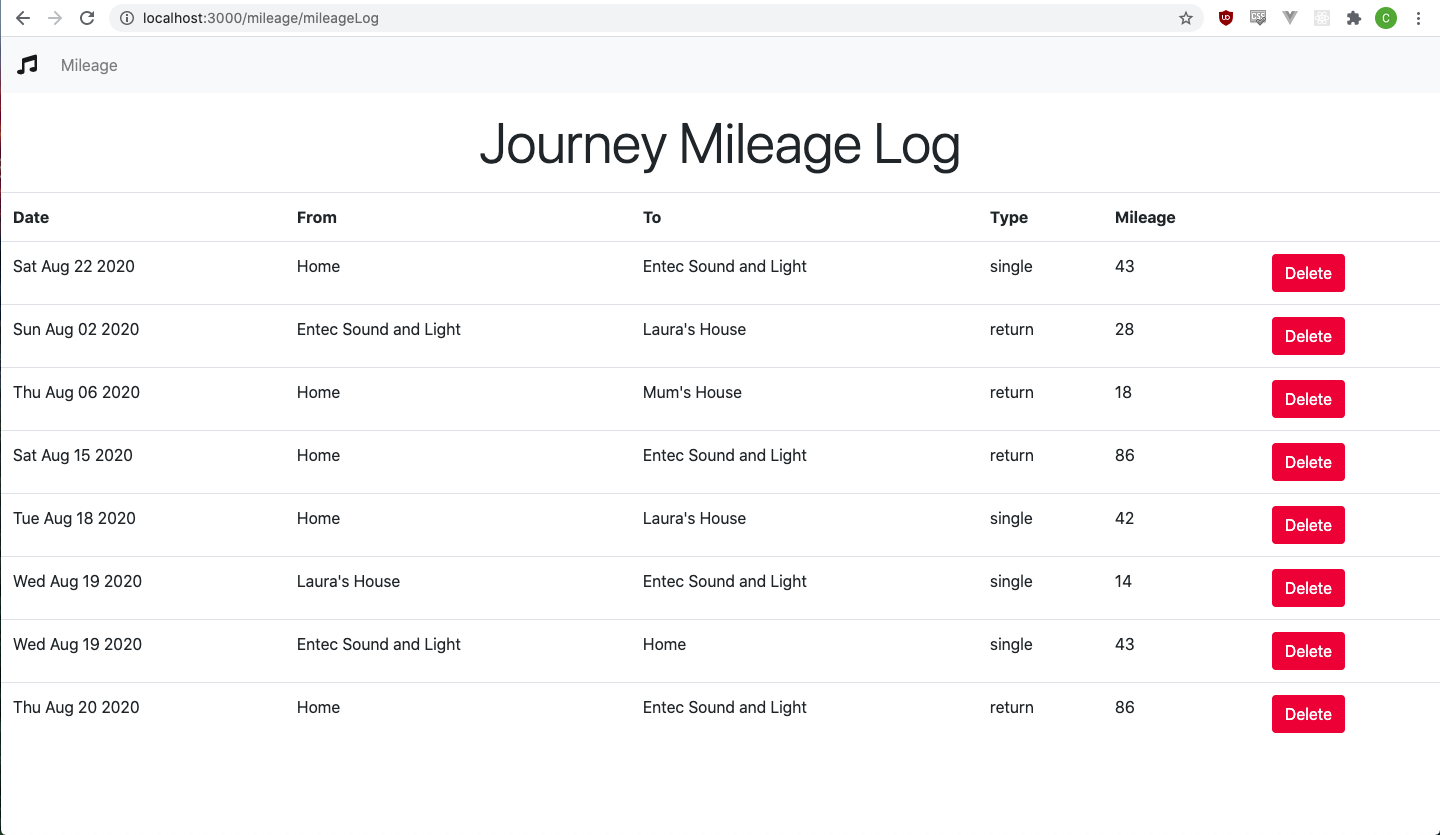 localhost:3000/mileage/mileageLog
UD
CSS
C
Mileage
Journey Mileage Log
Date From To Type Mileage
Sat Aug 22 2020 Home Entec Sound and Light single 43 Delete
Sun Aug 02 2020 Entec Sound and Light Laura's House return 28 Delete
Thu Aug 06 2020 Home Mum's House return 18 Delete
Sat Aug 15 2020 Home Entec Sound and Light return 86 Delete
Tue Aug 18 2020 Home Laura's House single 42 Delete
Wed Aug 19 2020 Laura's House Entec Sound and Light single 14 Delete
Wed Aug 19 2020 Entec Sound and Light Home single 43 Delete
Thu Aug 20 2020 Home Entec Sound and Light return 86 Delete